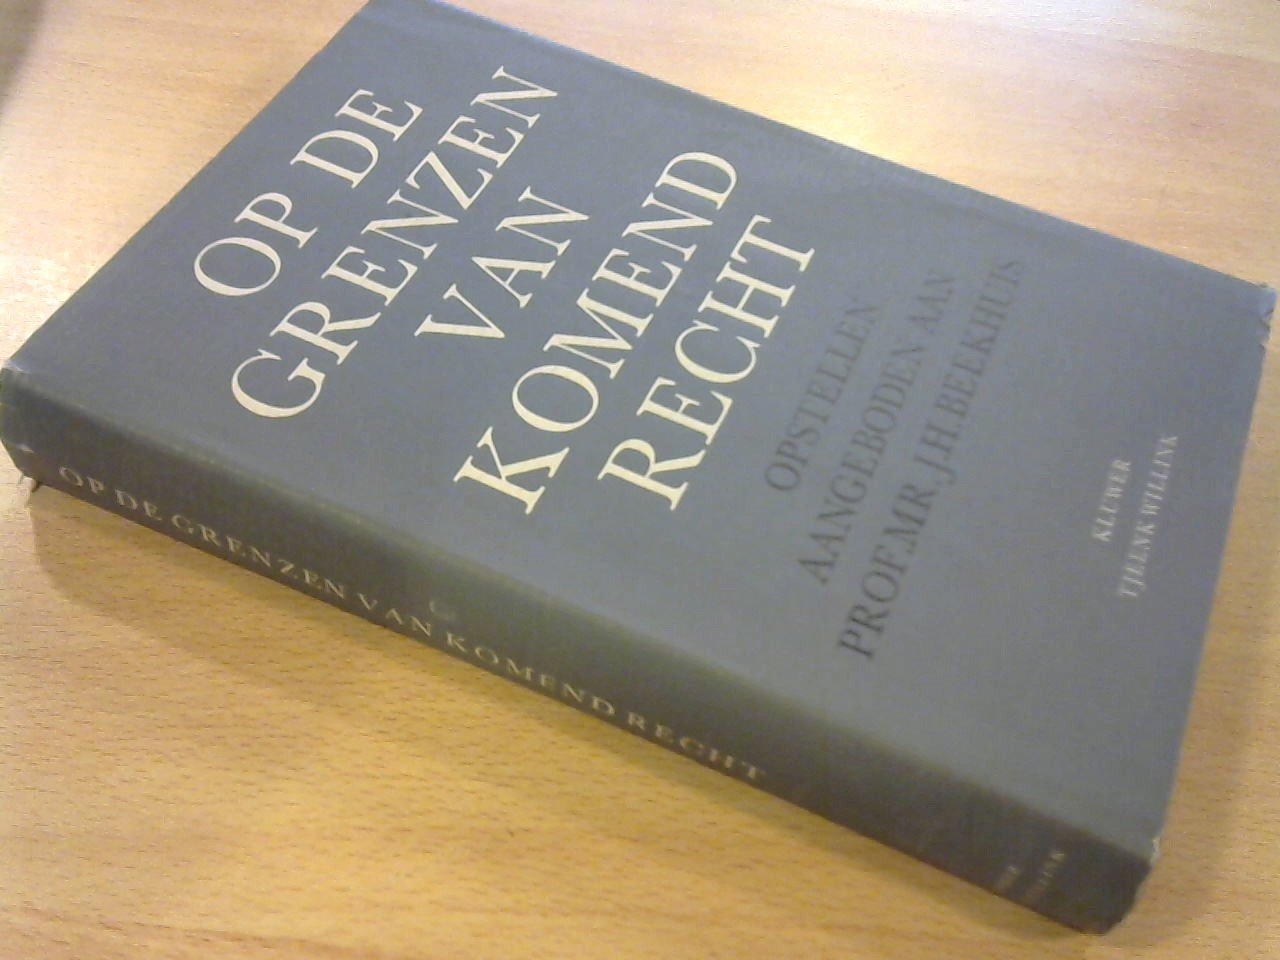 OP DE
GRENZEN
VAN
KOMEND
RECHT
OPSTELLEN
AANGEBODEN AAN
PROF.MR.J.H.BEEKHUIS
KLUWER
TJEENK WILLINK
OP DE GRENZEN VAN KOMEND RECHT